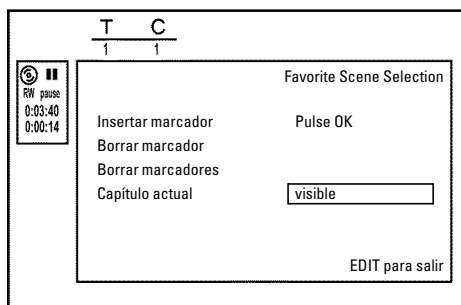 T C
1 1
RW pause
0:03:40
0:00:14
Favorite Scene Selection
Insertar marcador Pulse OK
Borrar marcador
Borrar marcadores
Capítulo actual visible
EDIT para salir